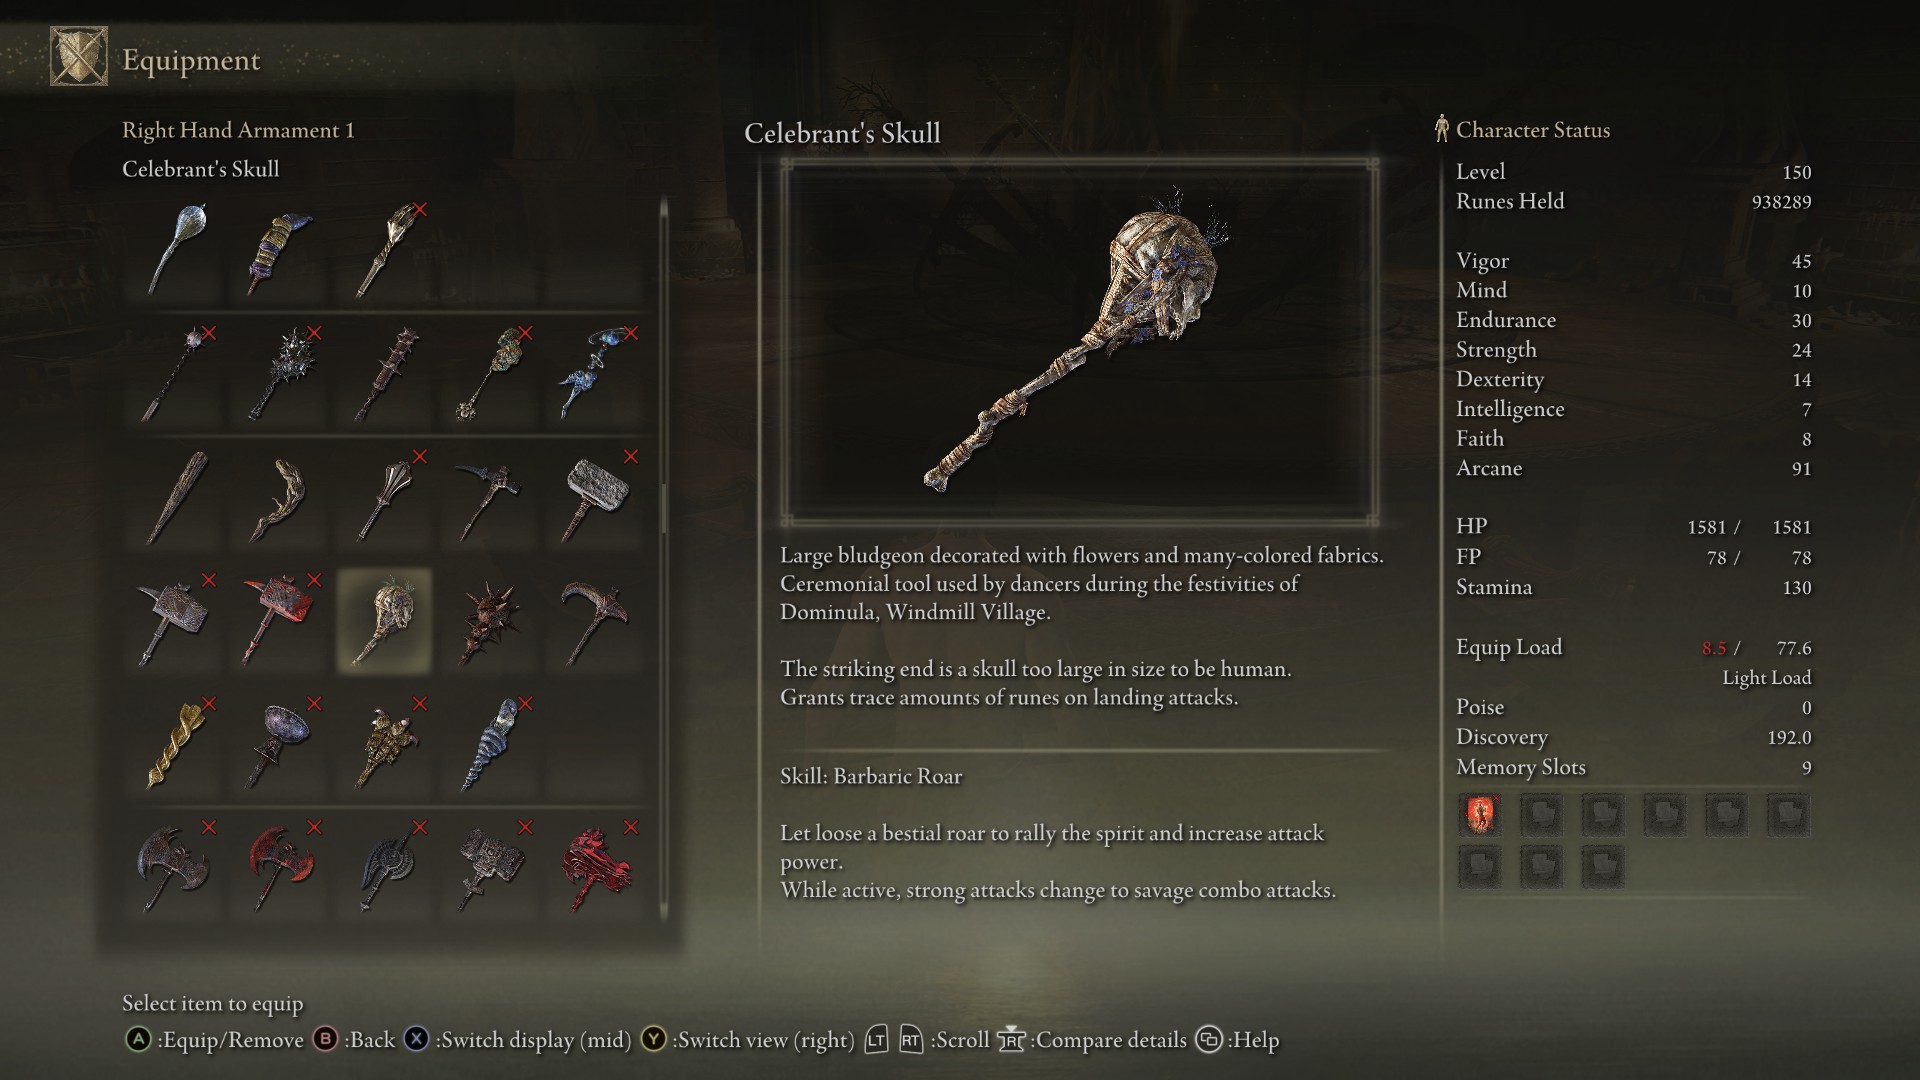 Equipment
Right Hand Armament 1
Celebrant's Skull
Celebrant's Skull
Large bludgeon decorated with flowers and many-colored fabrics.
Ceremonial tool used by dancers during the festivities of
Dominula, Windmill Village.
The striking end is a skull too large in size to be human.
Grants trace amounts of runes on landing attacks.
Skill: Barbaric Roar
Let loose a bestial roar to rally the spirit and increase attack
power.
While active, strong attacks change to savage combo attacks.
Character Status
Level 150
Runes Held 938289
Vigor 45
Mind 10
Endurance 30
Strength 24
Dexterity 14
Intelligence 7
Faith 8
Arcane 91
HP 1581 / 1581
FP 78 / 78
Stamina 130
Equip Load 8.5 / 77.6
Light Load
Poise 0
Discovery 192.0
Memory Slots 9
Select item to equip
A :Equip/Remove B :Back X :Switch display (mid) Y :Switch view (right) LT RT :Scroll R :Compare details :Help